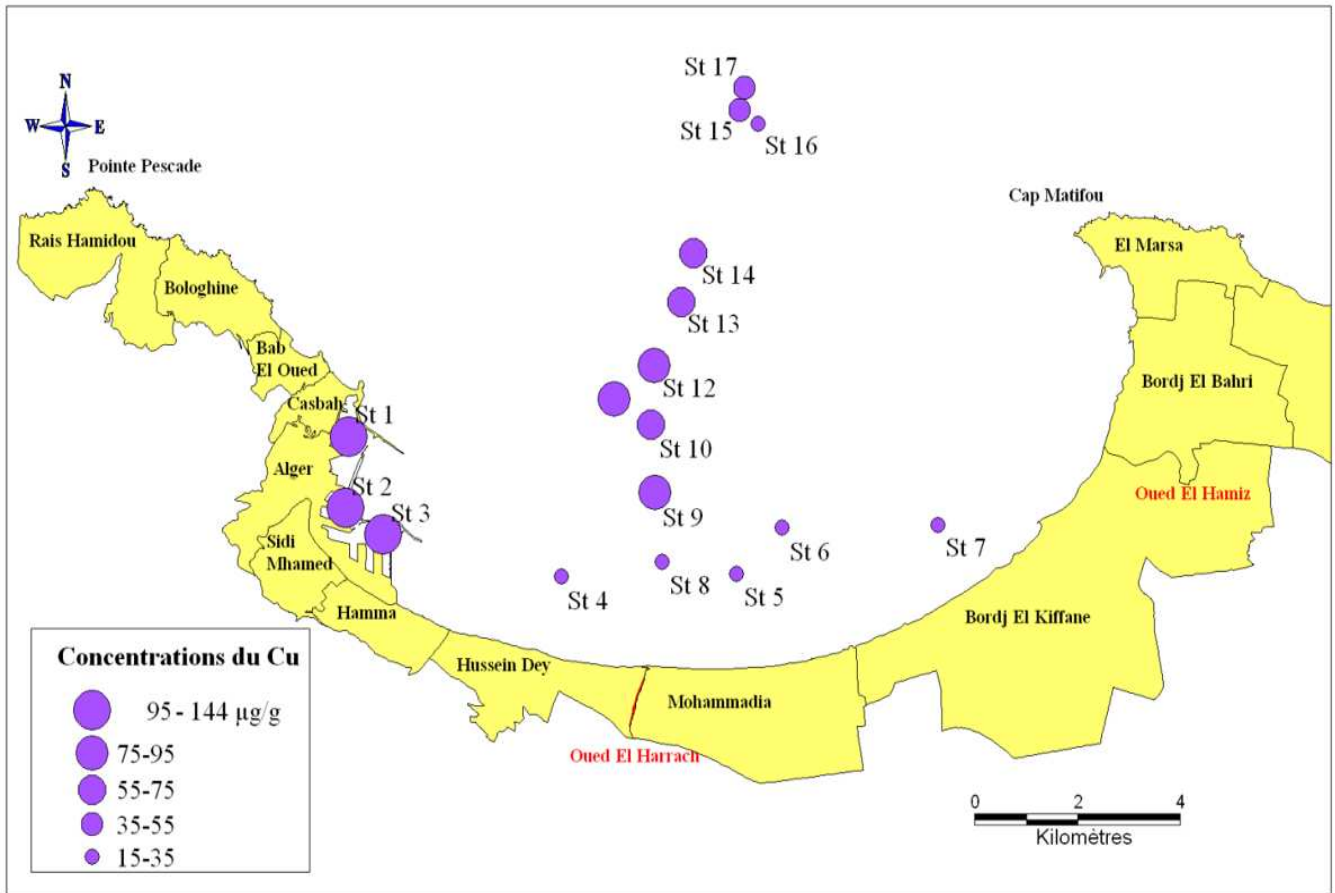 St 17
N
W
E
S
St 15
St 16
Pointe Pescade
Cap Matifou
Rais Hamidou
El Marsa
St 14
Bologhine
St 13
Bab
El Oued
St 12
Bordj El Bahri
Casbah
St 1
St 10
Alger
St 2
Oued El Hamiz
St 9
St 3
St 6
St 7
Sidi
Mhamed
St 8
St 5
St 4
Hamma
Bordj El Kiffane
Hussein Dey
Mohammadia
Oued El Harrach
Concentrations du Cu
95 - 144 µg/g
75-95
55-75
35-55
15-35
0 2 4
Kilomètres